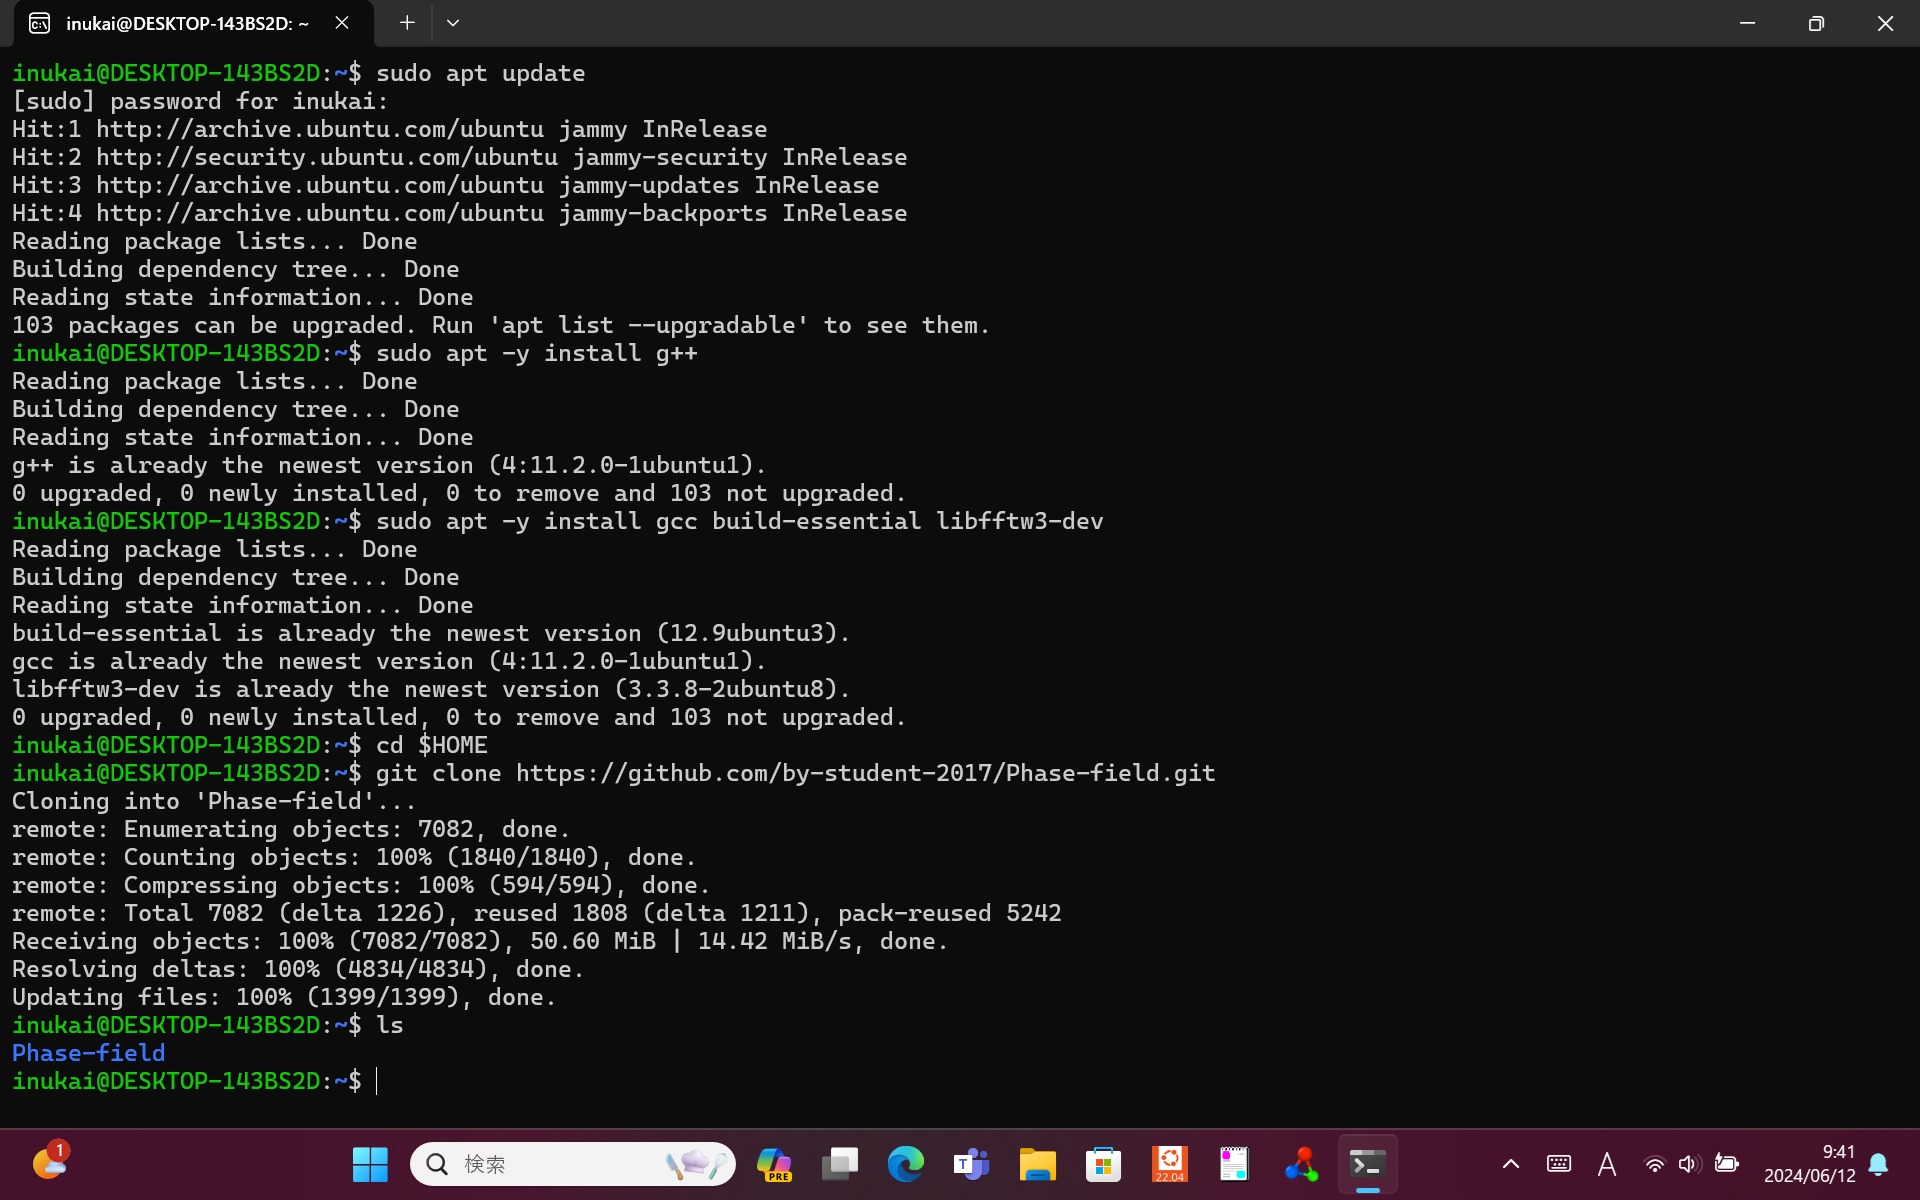 inukai@DESKTOP-143BS2D: ~
inukai@DESKTOP-143BS2D:~$ sudo apt update
[sudo] password for inukai:
Hit:1 http://archive.ubuntu.com/ubuntu jammy InRelease
Hit:2 http://security.ubuntu.com/ubuntu jammy-security InRelease
Hit:3 http://archive.ubuntu.com/ubuntu jammy-updates InRelease
Hit:4 http://archive.ubuntu.com/ubuntu jammy-backports InRelease
Reading package lists... Done
Building dependency tree... Done
Reading state information... Done
103 packages can be upgraded. Run 'apt list --upgradable' to see them.
inukai@DESKTOP-143BS2D:~$ sudo apt -y install g++
Reading package lists... Done
Building dependency tree... Done
Reading state information... Done
g++ is already the newest version (4:11.2.0-1ubuntu1).
0 upgraded, 0 newly installed, 0 to remove and 103 not upgraded.
inukai@DESKTOP-143BS2D:~$ sudo apt -y install gcc build-essential libfftw3-dev
Reading package lists... Done
Building dependency tree... Done
Reading state information... Done
build-essential is already the newest version (12.9ubuntu3).
gcc is already the newest version (4:11.2.0-1ubuntu1).
libfftw3-dev is already the newest version (3.3.8-2ubuntu8).
0 upgraded, 0 newly installed, 0 to remove and 103 not upgraded.
inukai@DESKTOP-143BS2D:~$ cd $HOME
inukai@DESKTOP-143BS2D:~$ git clone https://github.com/by-student-2017/Phase-field.git
Cloning into 'Phase-field'...
remote: Enumerating objects: 7082, done.
remote: Counting objects: 100% (1840/1840), done.
remote: Compressing objects: 100% (594/594), done.
remote: Total 7082 (delta 1226), reused 1808 (delta 1211), pack-reused 5242
Receiving objects: 100% (7082/7082), 50.60 MiB | 14.42 MiB/s, done.
Resolving deltas: 100% (4834/4834), done.
Updating files: 100% (1399/1399), done.
inukai@DESKTOP-143BS2D:~$ ls
Phase-field
inukai@DESKTOP-143BS2D:~$
1
検索
PRE
T
22.04
A
9:41
2024/06/12